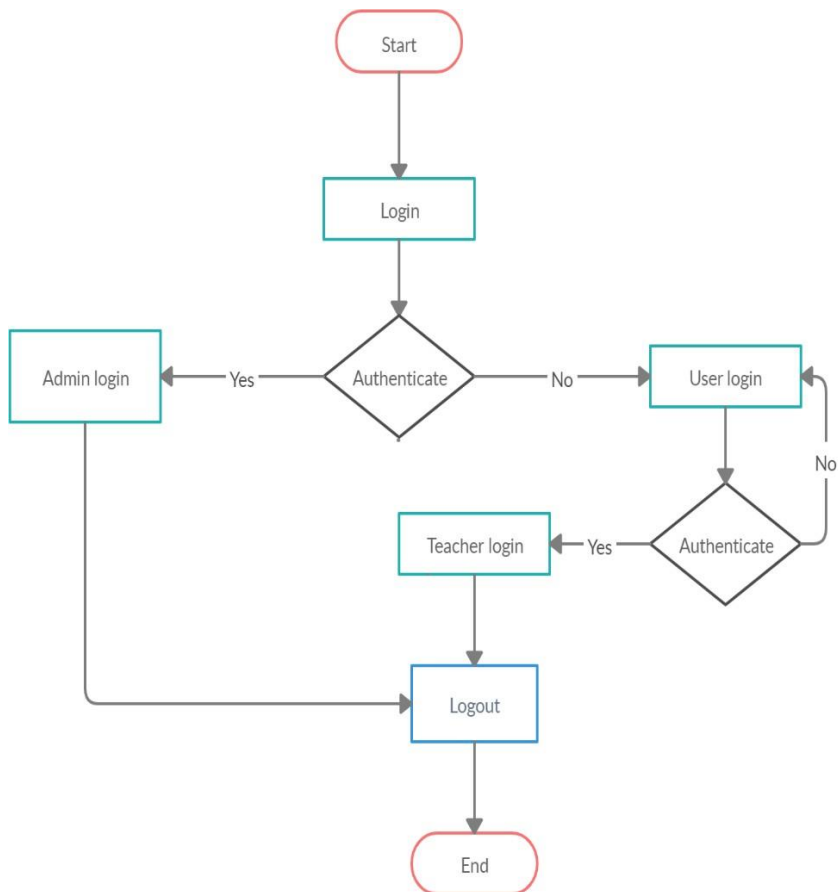 Start
Login
Admin login
Yes
Authenticate
No
User login
No
Teacher login
Yes
Authenticate
Logout
End